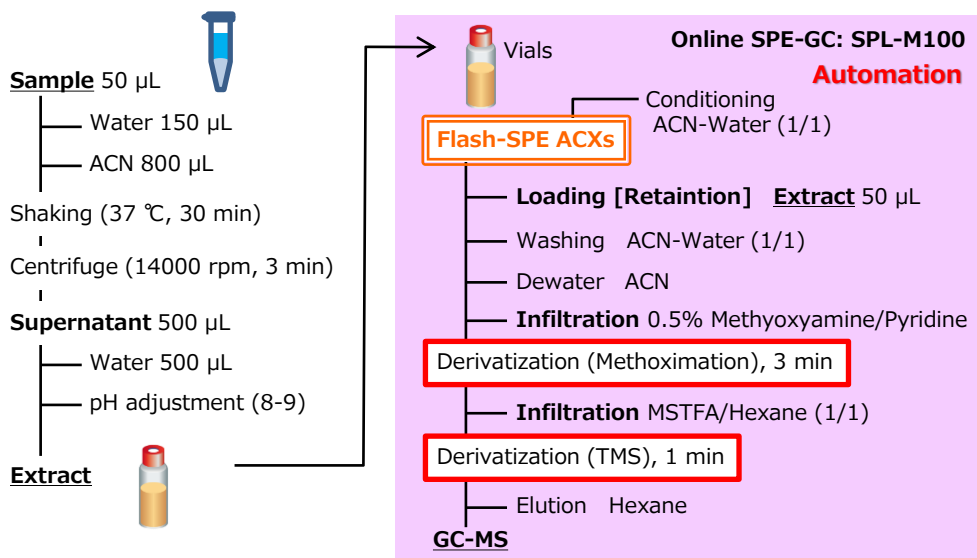 Sample 50 µL
Water 150 µL
ACN 800 µL
Shaking (37 ℃, 30 min)
Centrifuge (14000 rpm, 3 min)
Supernatant 500 µL
Water 500 µL
pH adjustment (8-9)
Extract
Vials
Online SPE-GC: SPL-M100
Automation
Conditioning
ACN-Water (1/1)
Flash-SPE ACXs
Loading [Retaintion] Extract 50 µL
Washing ACN-Water (1/1)
Dewater ACN
Infiltration 0.5% Methyoxyamine/Pyridine
Derivatization (Methoximation), 3 min
Infiltration MSTFA/Hexane (1/1)
Derivatization (TMS), 1 min
Elution Hexane
GC-MS